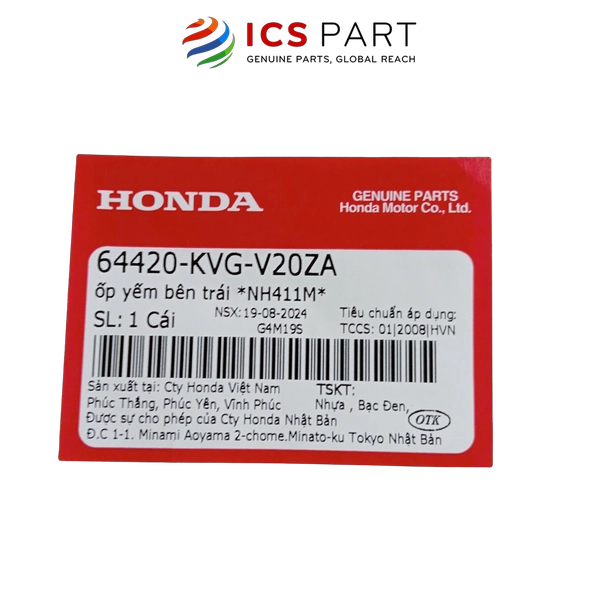 ICS PART
GENUINE PARTS, GLOBAL REACH
HONDA
GENUINE PARTS
Honda Motor Co., Ltd.
64420-KVG-V20ZA
ốp yếm bên trái *NH411M*
SL: 1 Cái
NSX: 19-08-2024
G4M19S
Tiêu chuẩn áp dụng:
TCCS: 01|2008|HVN
Sản xuất tại: Cty Honda Việt Nam
Phúc Thắng, Phúc Yên, Vĩnh Phúc
Được sự cho phép của Cty Honda Nhật Bản
Đ.C 1-1. Minami Aoyama 2-chome.Minato-ku Tokyo Nhật Bản
TSKT:
Nhựa , Bạc Đen,
OTK